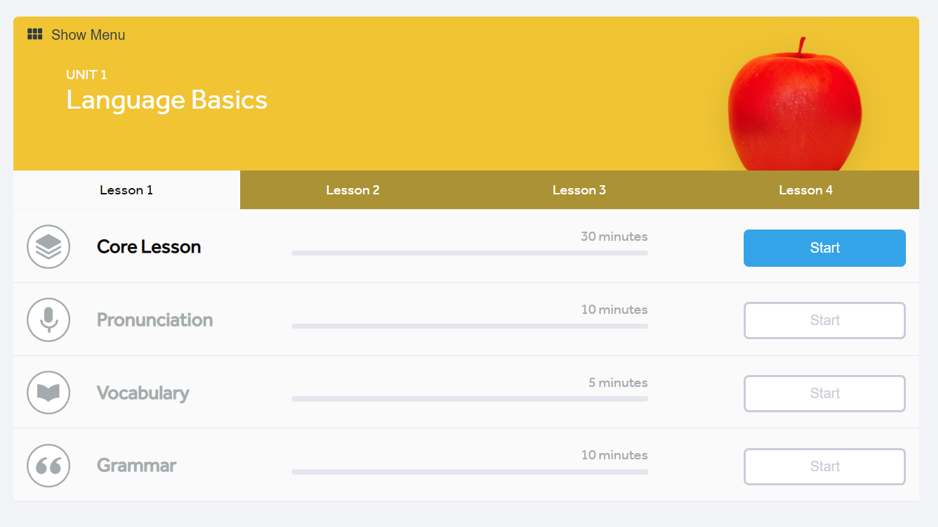 Show Menu
UNIT 1
Language Basics
Lesson 1 Lesson 2 Lesson 3 Lesson 4
Core Lesson 30 minutes Start
Pronunciation 10 minutes Start
Vocabulary 5 minutes Start
Grammar 10 minutes Start